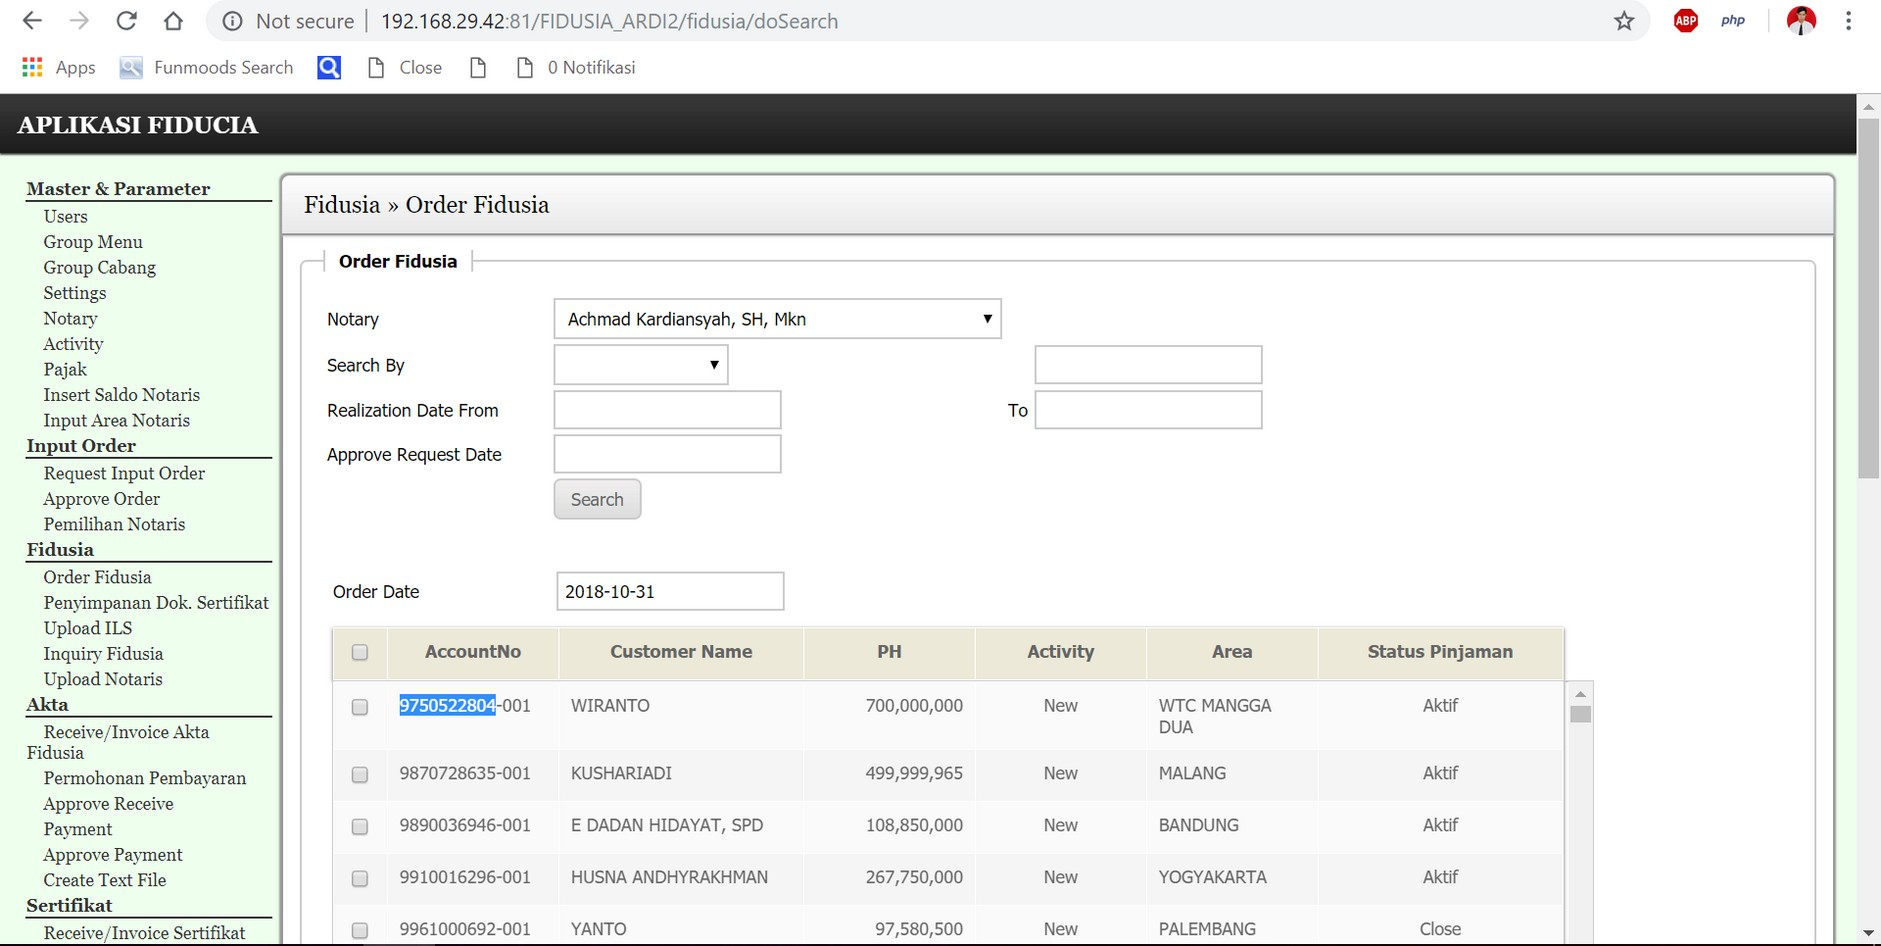 Not secure | 192.168.29.42:81/FIDUSIA_ARDI2/fidusia/doSearch
ABP
php
Apps
Funmoods Search
Close
0 Notifikasi
APLIKASI FIDUCIA
Master & Parameter
Users
Group Menu
Group Cabang
Settings
Notary
Activity
Pajak
Insert Saldo Notaris
Input Area Notaris
Input Order
Request Input Order
Approve Order
Pemilihan Notaris
Fidusia
Order Fidusia
Penyimpanan Dok. Sertifikat
Upload ILS
Inquiry Fidusia
Upload Notaris
Akta
Receive/Invoice Akta
Fidusia
Permohonan Pembayaran
Approve Receive
Payment
Approve Payment
Create Text File
Sertifikat
Receive/Invoice Sertifikat
Fidusia » Order Fidusia
Order Fidusia
Notary Achmad Kardiansyah, SH, Mkn
Search By
Realization Date From To
Approve Request Date
Search
Order Date 2018-10-31
AccountNo Customer Name PH Activity Area Status Pinjaman
9750522804-001 WIRANTO 700,000,000 New WTC MANGGA Aktif
DUA
9870728635-001 KUSHARIADI 499,999,965 New MALANG Aktif
9890036946-001 E DADAN HIDAYAT, SPD 108,850,000 New BANDUNG Aktif
9910016296-001 HUSNA ANDHYRAKHMAN 267,750,000 New YOGYAKARTA Aktif
9961000692-001 YANTO 97,580,500 New PALEMBANG Close